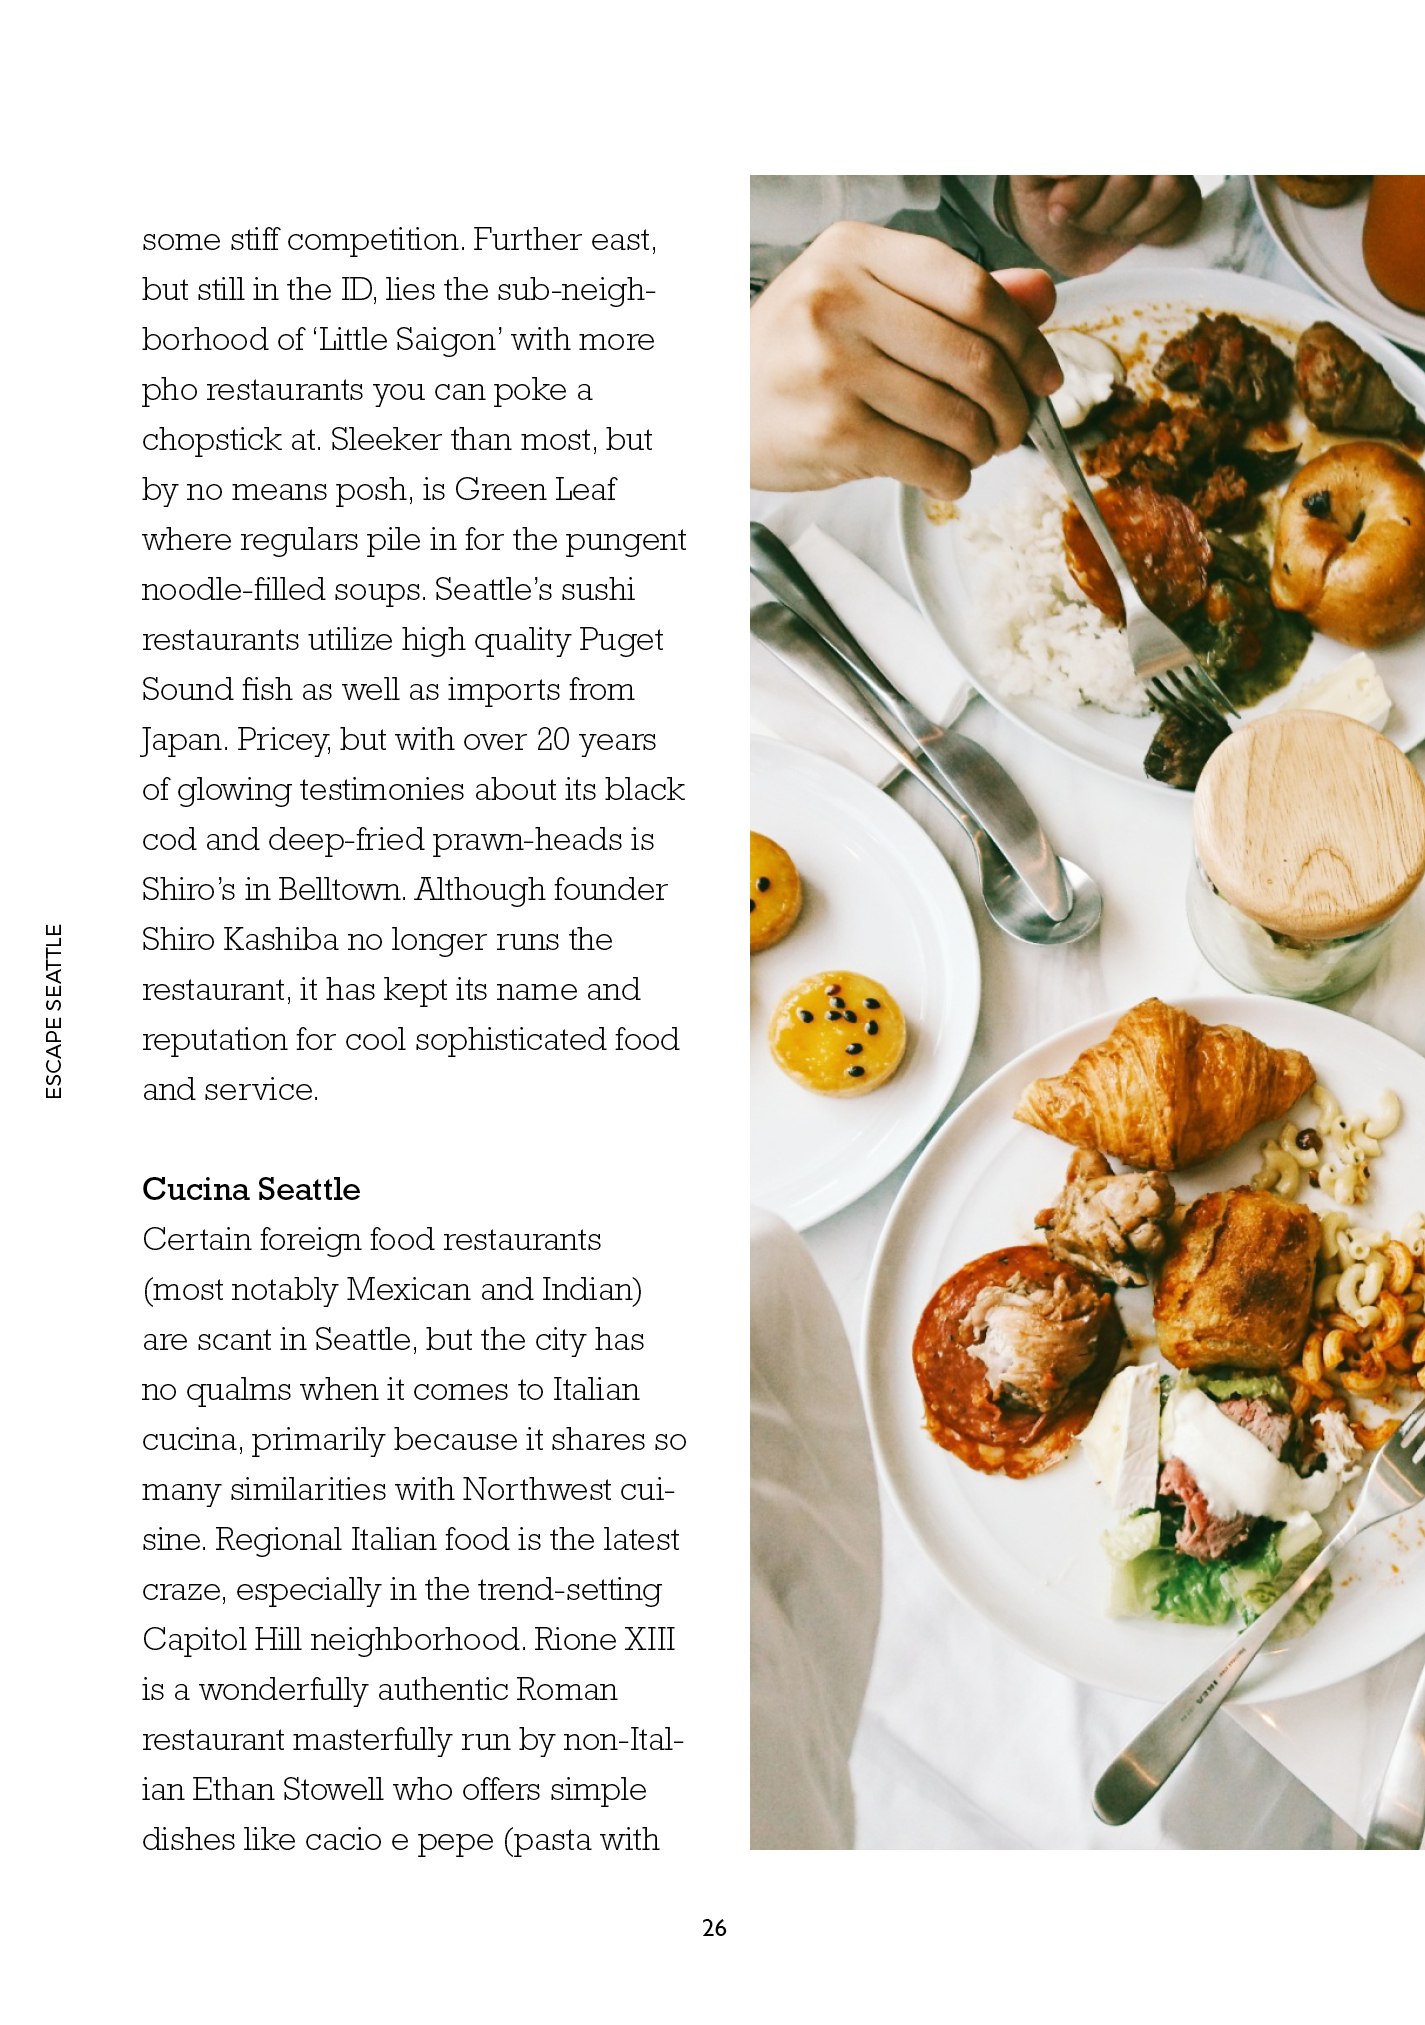 some stiff competition. Further east,
but still in the ID, lies the sub-neigh-
borhood of ‘Little Saigon’ with more
pho restaurants you can poke a
chopstick at. Sleeker than most, but
by no means posh, is Green Leaf
where regulars pile in for the pungent
noodle-filled soups. Seattle’s sushi
restaurants utilize high quality Puget
Sound fish as well as imports from
Japan. Pricey, but with over 20 years
of glowing testimonies about its black
cod and deep-fried prawn-heads is
Shiro’s in Belltown. Although founder
Shiro Kashiba no longer runs the
restaurant, it has kept its name and
reputation for cool sophisticated food
and service.
Cucina Seattle
Certain foreign food restaurants
(most notably Mexican and Indian)
are scant in Seattle, but the city has
no qualms when it comes to Italian
cucina, primarily because it shares so
many similarities with Northwest cui-
sine. Regional Italian food is the latest
craze, especially in the trend-setting
Capitol Hill neighborhood. Rione XIII
is a wonderfully authentic Roman
restaurant masterfully run by non-Ital-
ian Ethan Stowell who offers simple
dishes like cacio e pepe (pasta with
ESCAPE SEATTLE
IKEA
26